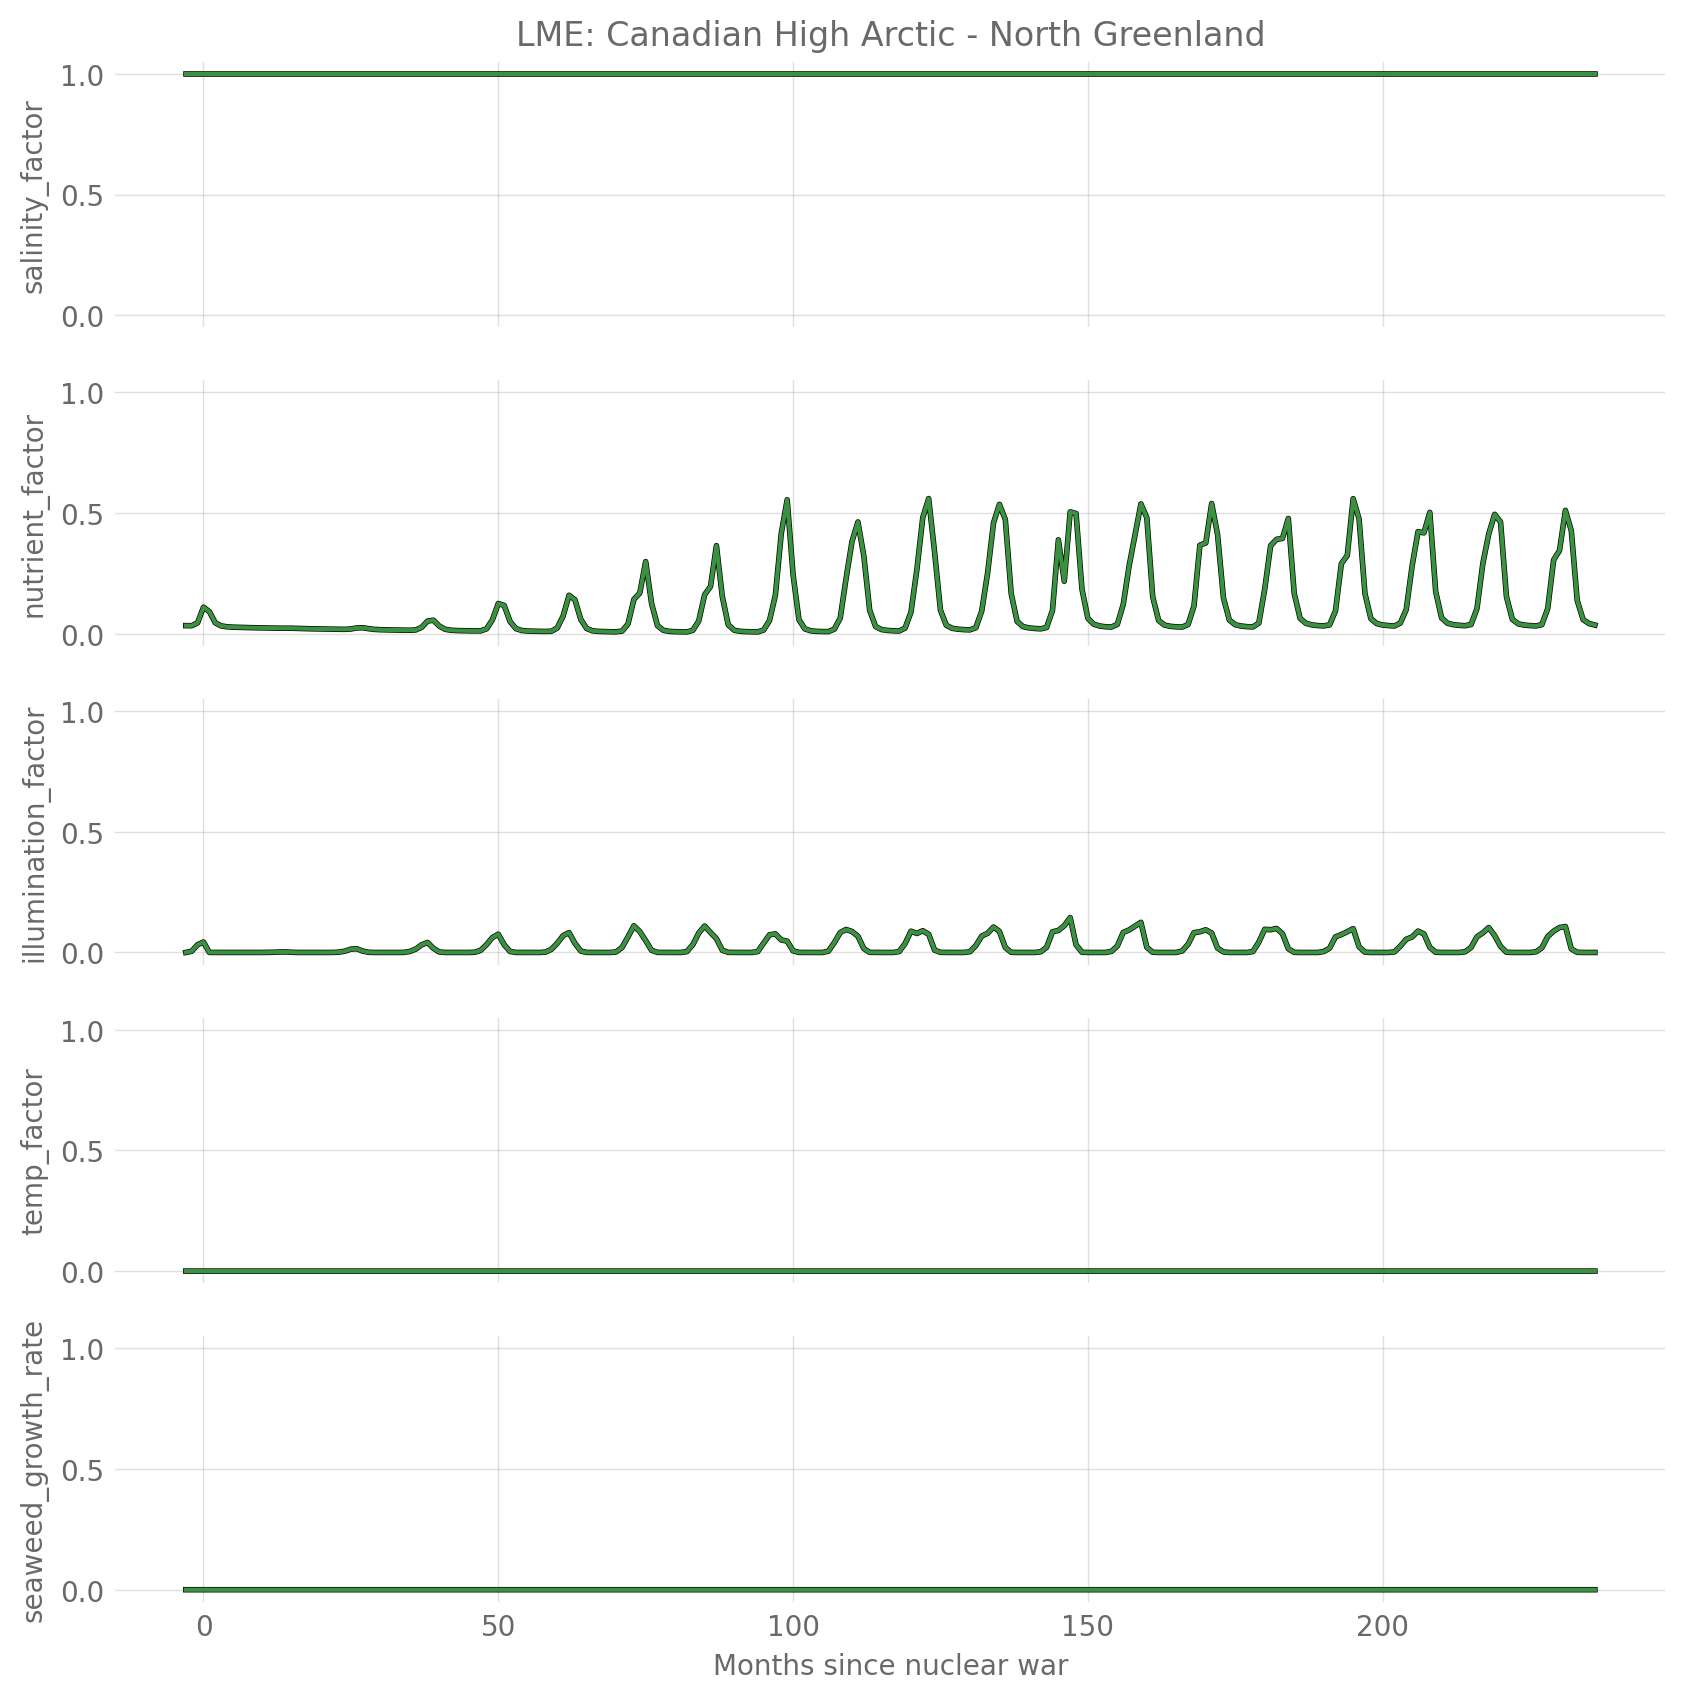 LME: Canadian High Arctic - North Greenland
1.0
0.5
0.0
salinity_factor
1.0
0.5
0.0
nutrient_factor
1.0
0.5
0.0
illumination_factor
1.0
0.5
0.0
temp_factor
1.0
0.5
0.0
seaweed_growth_rate
0 50 100 150 200
Months since nuclear war